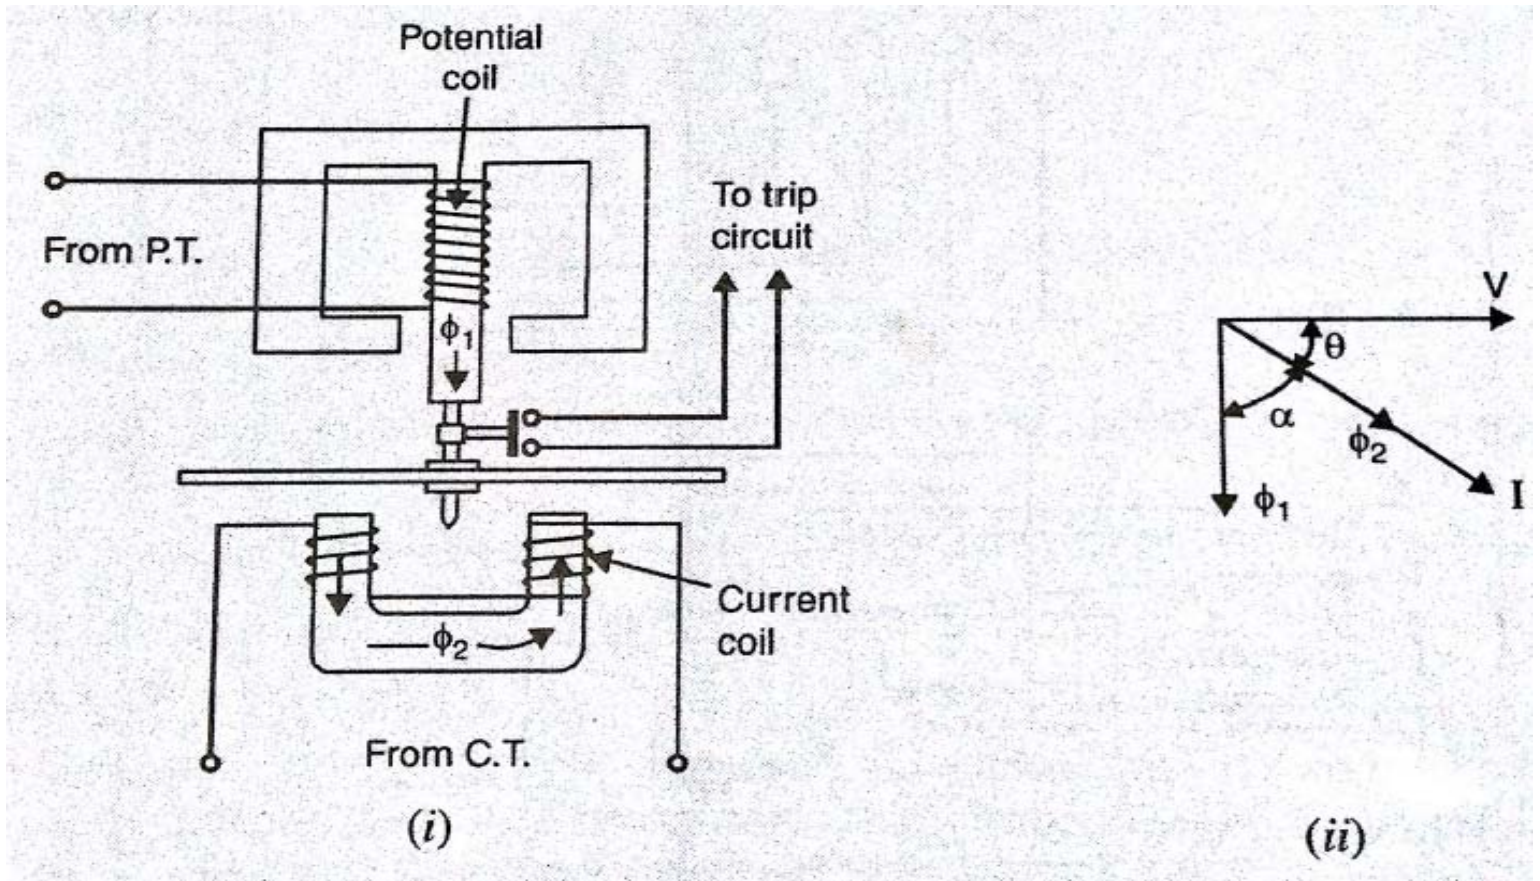 Potential
coil
To trip
circuit
From P.T.
ϕ1
V
θ
α
ϕ2
I
ϕ1
Current
coil
ϕ2
From C.T.
(i)
(ii)